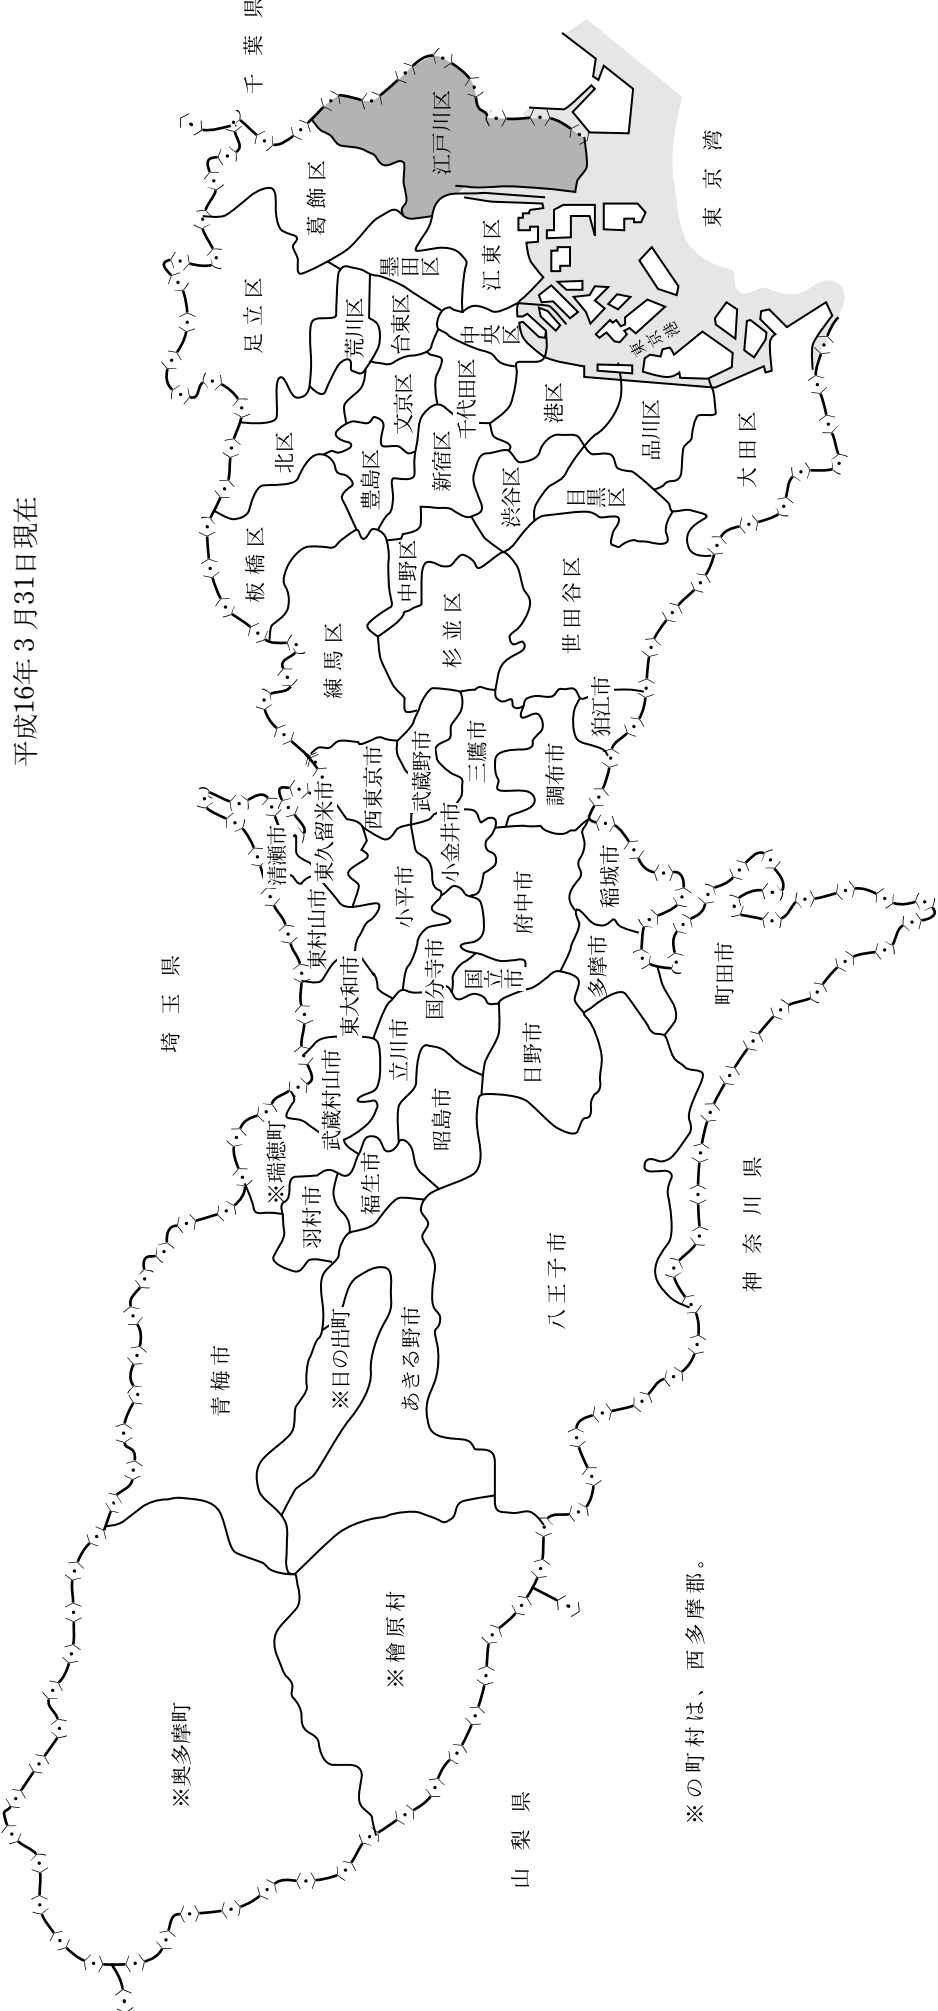 平成16年3月31日現在
埼玉県
千葉県
※奥多摩町
青梅市
※瑞穂町
清瀬市
東久留米市
東村山市
東大和市
武蔵村山市
羽村市
福生市
※日の出町
あきる野市
※檜原村
立川市
昭島市
小平市
西東京市
武蔵野市
小金井市
国分寺市
国立市
三鷹市
調布市
狛江市
府中市
稲城市
多摩市
日野市
八王子市
町田市
板橋区
北区
足立区
葛飾区
江戸川区
練馬区
豊島区
文京区
荒川区
台東区
墨田区
江東区
中野区
新宿区
千代田区
中央区
杉並区
渋谷区
港区
世田谷区
目黒区
品川区
大田区
東京港
東京湾
神奈川県
山梨県
※の町村は、西多摩郡。